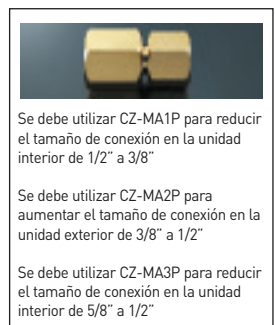 Se debe utilizar CZ-MA1P para reducir
el tamaño de conexión en la unidad
interior de 1/2˝ a 3/8˝
Se debe utilizar CZ-MA2P para
aumentar el tamaño de conexión en la
unidad exterior de 3/8˝ a 1/2˝
Se debe utilizar CZ-MA3P para reducir
el tamaño de conexión en la unidad
interior de 5/8˝ a 1/2˝